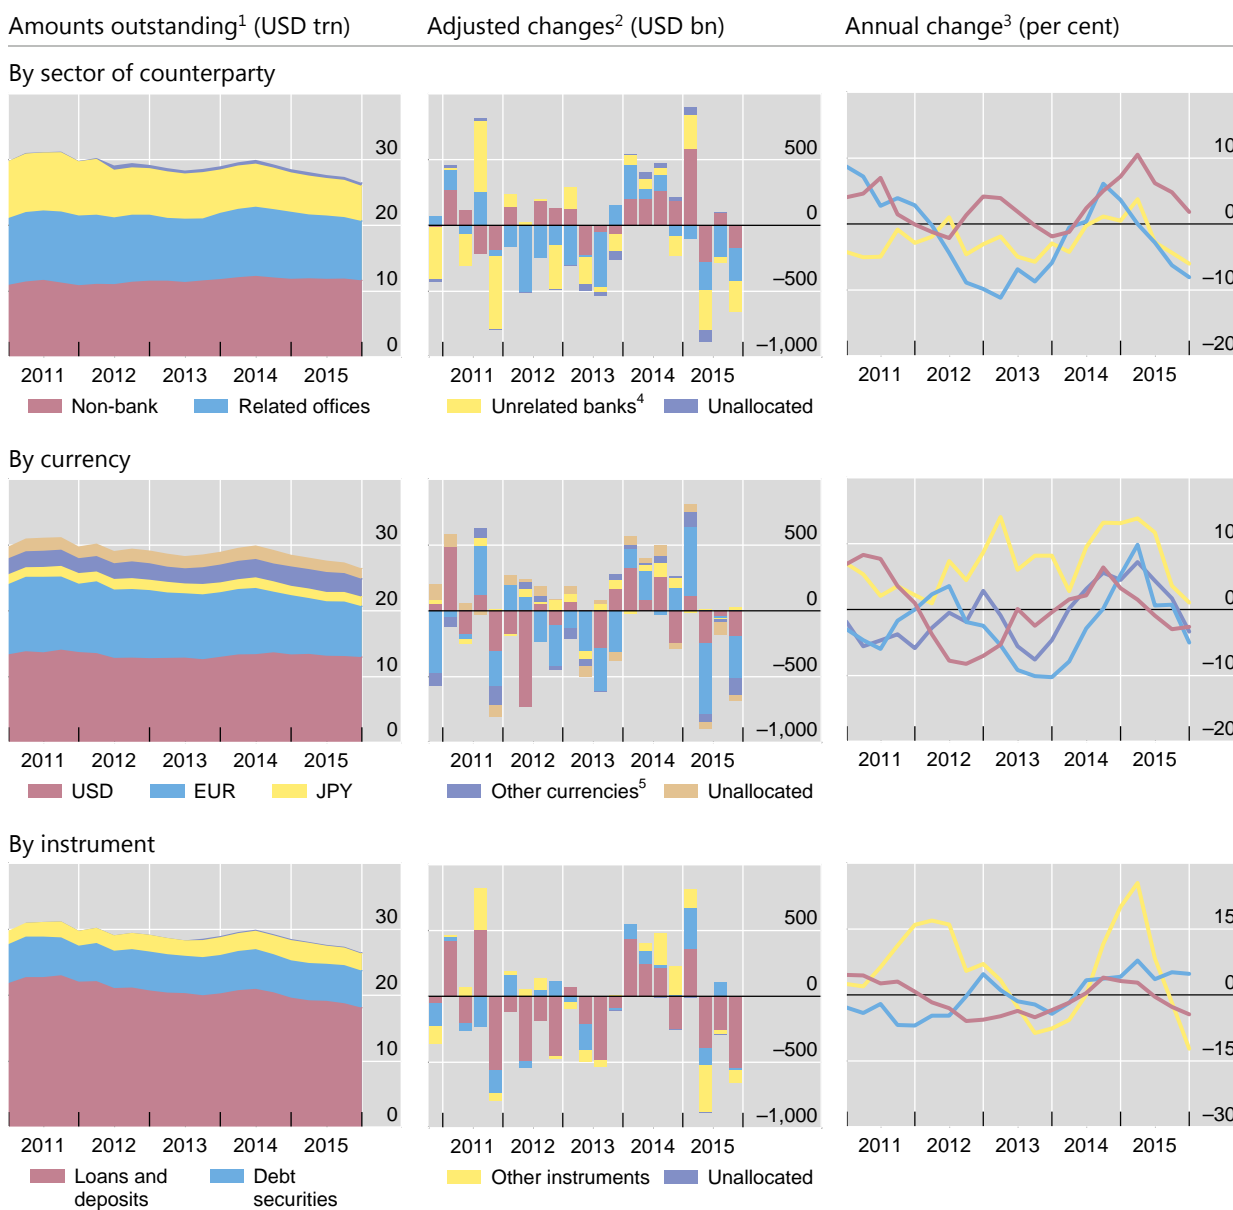 Amounts outstanding¹ (USD trn) Adjusted changes² (USD bn) Annual change³ (per cent)
By sector of counterparty
30 500 10
20 0 0
10 –500 –10
0 –1,000 –20
2011 2012 2013 2014 2015 2011 2012 2013 2014 2015 2011 2012 2013 2014 2015
Non-bank Related offices Unrelated banks⁴ Unallocated
By currency
30 500 10
20 0 0
10 –500 –10
0 –1,000 –20
2011 2012 2013 2014 2015 2011 2012 2013 2014 2015 2011 2012 2013 2014 2015
USD EUR JPY Other currencies⁵ Unallocated
By instrument
30 500 15
20 0 0
10 –500 –15
0 –1,000 –30
2011 2012 2013 2014 2015 2011 2012 2013 2014 2015 2011 2012 2013 2014 2015
Loans and Debt Other instruments Unallocated
deposits securities